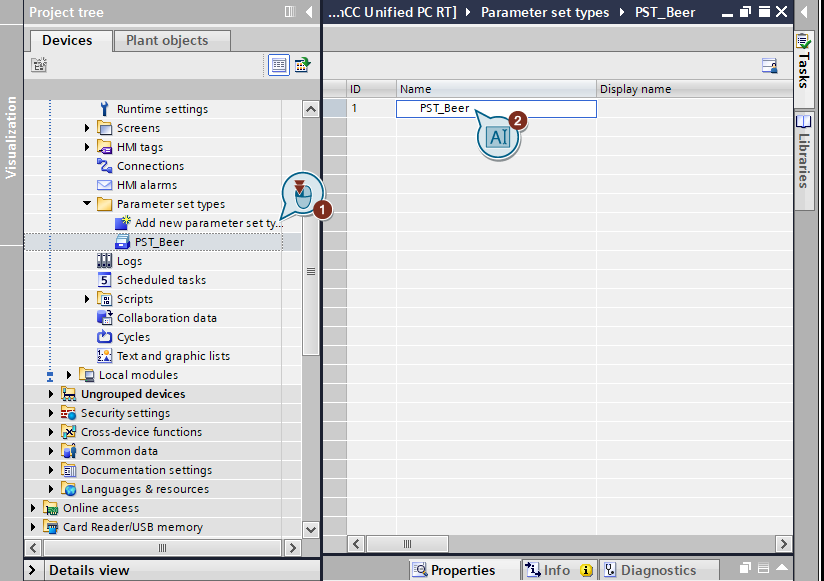 Project tree
Devices
Plant objects
Visualization
Runtime settings
Screens
HMI tags
Connections
HMI alarms
Parameter set types
Add new parameter set ty...
PST_Beer
Logs
Scheduled tasks
Scripts
Collaboration data
Cycles
Text and graphic lists
Local modules
Ungrouped devices
Security settings
Cross-device functions
Common data
Documentation settings
Languages & resources
Online access
Card Reader/USB memory
Details view
1
...nCC Unified PC RT] ▸ Parameter set types ▸ PST_Beer
ID Name Display name
1 PST_Beer
AI
2
Properties
Info
Diagnostics
Tasks
Libraries